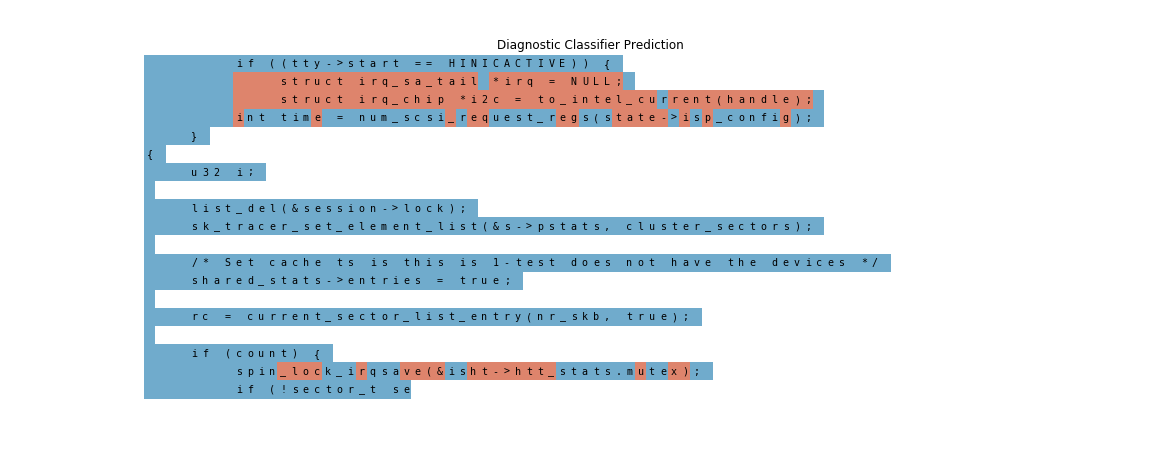 Diagnostic Classifier Prediction
if ((tty->start == HINICACTIVE)) {
struct irq_sa_tail *irq = NULL;
struct irq_chip *i2c = to_intel_current(handle);
int time = num_scsi_request_regs(state->isp_config);
}
{
u32 i;
list_del(&session->lock);
sk_tracer_set_element_list(&s->pstats, cluster_sectors);
/* Set cache ts is this is 1-test does not have the devices */
shared_stats->entries = true;
rc = current_sector_list_entry(nr_skb, true);
if (count) {
spin_lock_irqsave(&isht->htt_stats.mutex);
if (!sector_t se